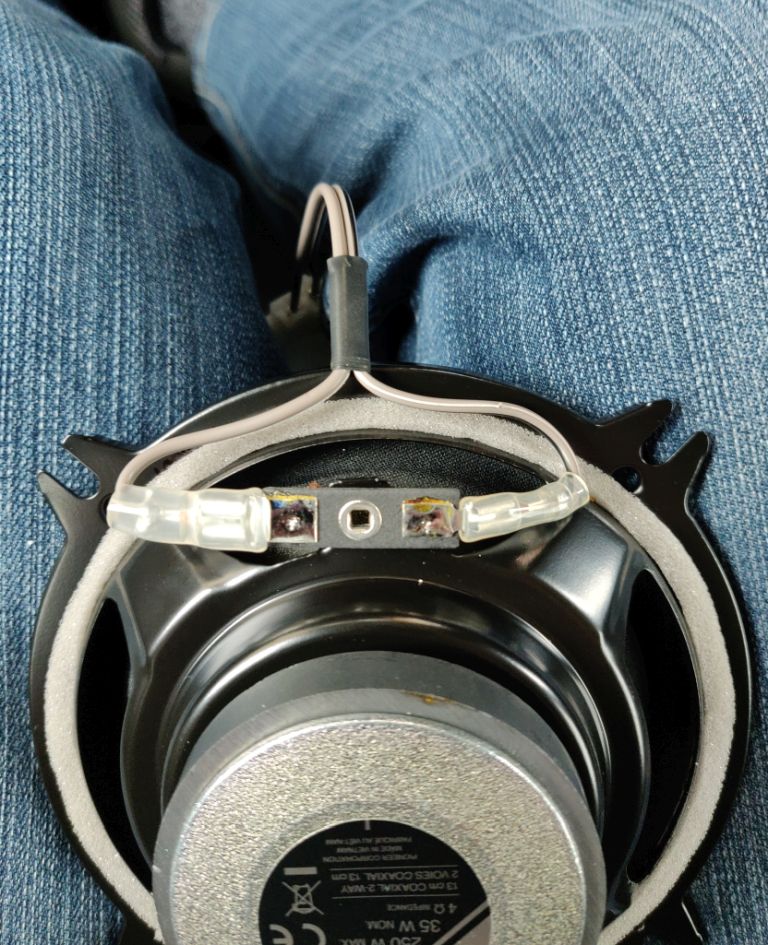 250 W MAX.
35 W NOM.
4 Ω IMPEDANCE
CE
13 cm COAXIAL 2-WAY
2 VOIES COAXIAL 13 cm
PIONEER CORPORATION
MADE IN VIETNAM
FABRIQUÉ AU VIET-NAM